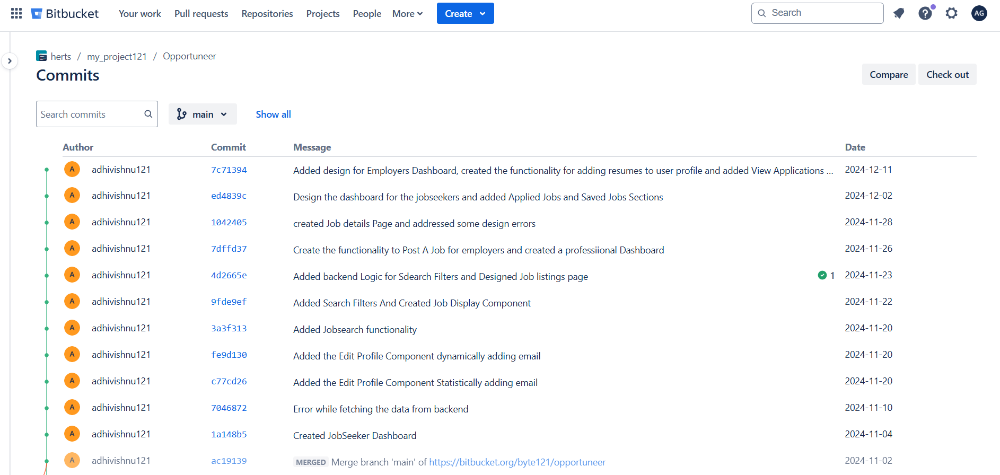 Bitbucket Your work Pull requests Repositories Projects People More Create Search AG
herts / my_project121 / Opportuneer
Commits
Compare Check out
Search commits main Show all
Author Commit Message Date
A adhivishnu121 7c71394 Added design for Employers Dashboard, created the functionality for adding resumes to user profile and added View Applications ... 2024-12-11
A adhivishnu121 ed4839c Design the dashboard for the jobseekers and added Applied Jobs and Saved Jobs Sections 2024-12-02
A adhivishnu121 1042405 created Job details Page and addressed some design errors 2024-11-28
A adhivishnu121 7dffd37 Create the functionality to Post A Job for employers and created a professiional Dashboard 2024-11-26
A adhivishnu121 4d2665e Added backend Logic for Sdearch Filters and Designed Job listings page 1 2024-11-23
A adhivishnu121 9fde9ef Added Search Filters And Created Job Display Component 2024-11-22
A adhivishnu121 3a3f313 Added Jobsearch functionality 2024-11-20
A adhivishnu121 fe9d130 Added the Edit Profile Component dynamically adding email 2024-11-20
A adhivishnu121 c77cd26 Added the Edit Profile Component Statistically adding email 2024-11-20
A adhivishnu121 7046872 Error while fetching the data from backend 2024-11-10
A adhivishnu121 1a148b5 Created JobSeeker Dashboard 2024-11-04
A adhivishnu121 ac19139 MERGED Merge branch 'main' of https://bitbucket.org/byte121/opportuneer 2024-11-02